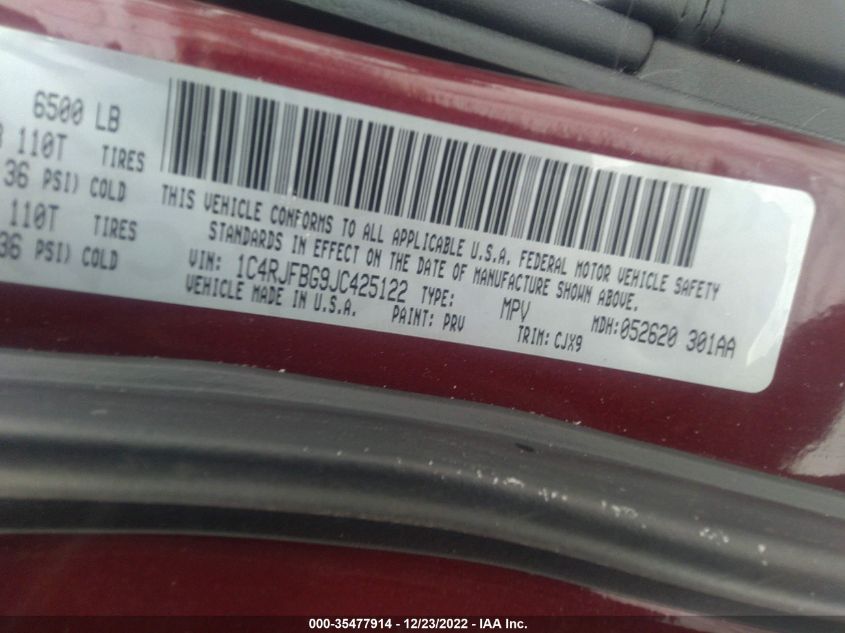 6500 LB
110T TIRES
36 PSI) COLD
110T TIRES
36 PSI) COLD
THIS VEHICLE CONFORMS TO ALL APPLICABLE U.S.A. FEDERAL MOTOR VEHICLE SAFETY
STANDARDS IN EFFECT ON THE DATE OF MANUFACTURE SHOWN ABOVE.
VIN: 1C4RJFBG9JC425122 TYPE: MPV MDH:052620 301AA
VEHICLE MADE IN U.S.A. PAINT: PRV TRIM: CJX9
000-35477914 - 12/23/2022 - IAA Inc.